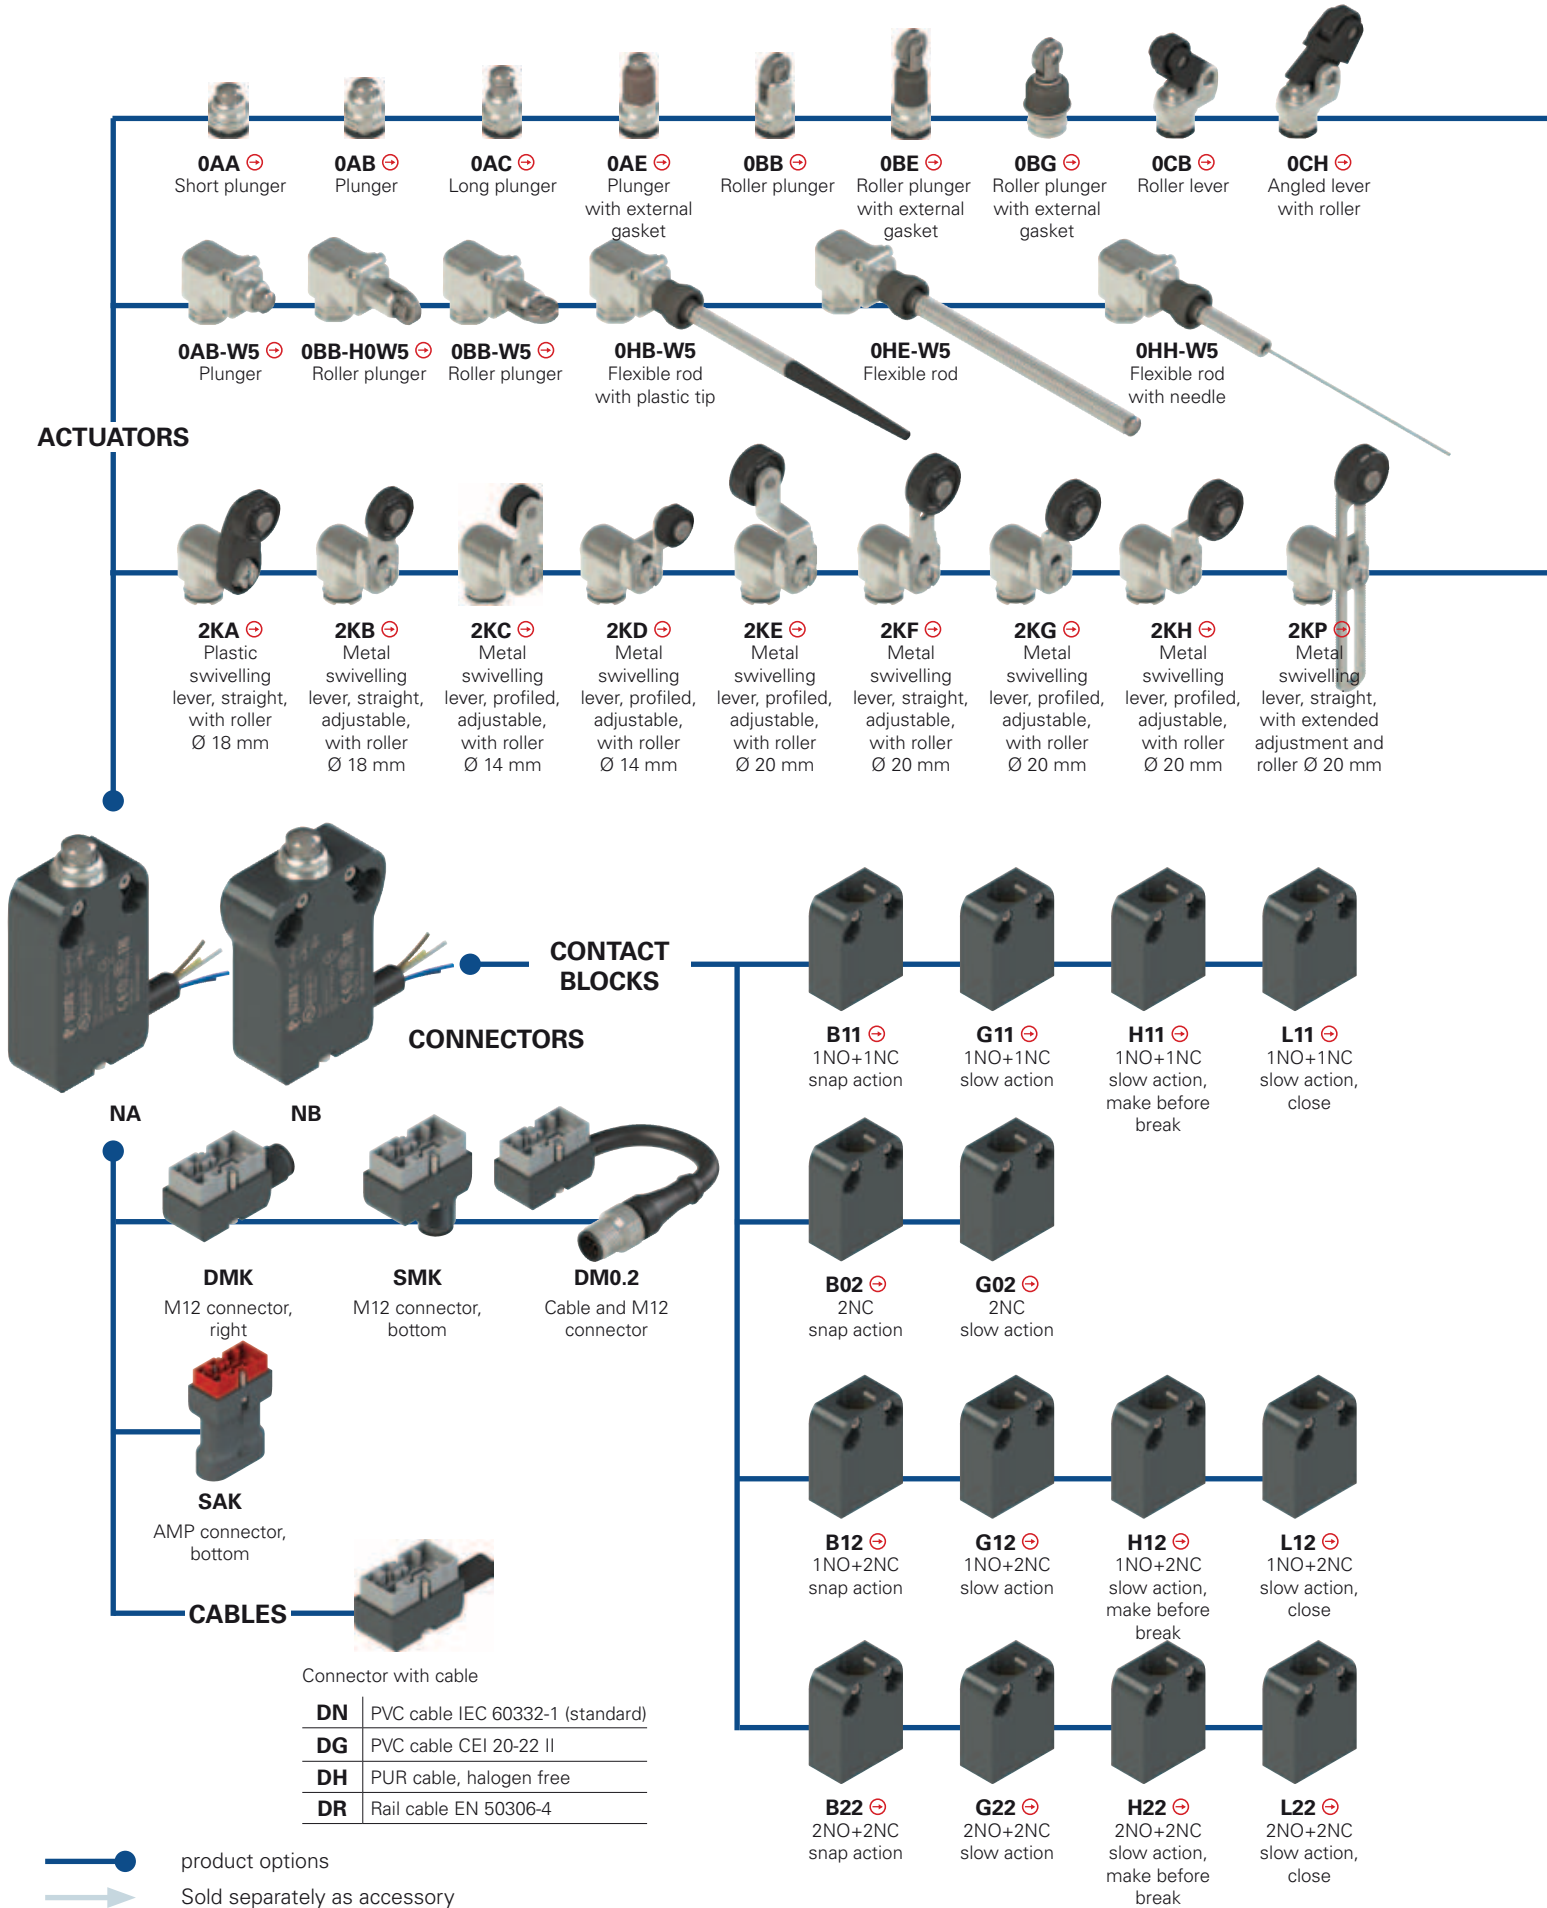 0AA
Short plunger
0AB
Plunger
0AC
Long plunger
0AE
Plunger
with external
gasket
0BB
Roller plunger
0BE
Roller plunger
with external
gasket
0BG
Roller plunger
with external
gasket
0CB
Roller lever
0CH
Angled lever
with roller
0AB-W5
Plunger
0BB-H0W5
Roller plunger
0BB-W5
Roller plunger
0HB-W5
Flexible rod
with plastic tip
0HE-W5
Flexible rod
0HH-W5
Flexible rod
with needle
ACTUATORS
2KA
Plastic
swivelling
lever, straight,
with roller
Ø 18 mm
2KB
Metal
swivelling
lever, straight,
adjustable,
with roller
Ø 18 mm
2KC
Metal
swivelling
lever, profiled,
adjustable,
with roller
Ø 14 mm
2KD
Metal
swivelling
lever, profiled,
adjustable,
with roller
Ø 14 mm
2KE
Metal
swivelling
lever, profiled,
adjustable,
with roller
Ø 20 mm
2KF
Metal
swivelling
lever, straight,
adjustable,
with roller
Ø 20 mm
2KG
Metal
swivelling
lever, profiled,
adjustable,
with roller
Ø 20 mm
2KH
Metal
swivelling
lever, profiled,
adjustable,
with roller
Ø 20 mm
2KP
Metal
swivelling
lever, straight,
with extended
adjustment and
roller Ø 20 mm
CONTACT
BLOCKS
CONNECTORS
NA
NB
B11
1NO+1NC
snap action
G11
1NO+1NC
slow action
H11
1NO+1NC
slow action,
make before
break
L11
1NO+1NC
slow action,
close
B02
2NC
snap action
G02
2NC
slow action
DMK
M12 connector,
right
SMK
M12 connector,
bottom
DM0.2
Cable and M12
connector
SAK
AMP connector,
bottom
B12
1NO+2NC
snap action
G12
1NO+2NC
slow action
H12
1NO+2NC
slow action,
make before
break
L12
1NO+2NC
slow action,
close
CABLES
Connector with cable
DN PVC cable IEC 60332-1 (standard)
DG PVC cable CEI 20-22 II
DH PUR cable, halogen free
DR Rail cable EN 50306-4
B22
2NO+2NC
snap action
G22
2NO+2NC
slow action
H22
2NO+2NC
slow action,
make before
break
L22
2NO+2NC
slow action,
close
product options
Sold separately as accessory